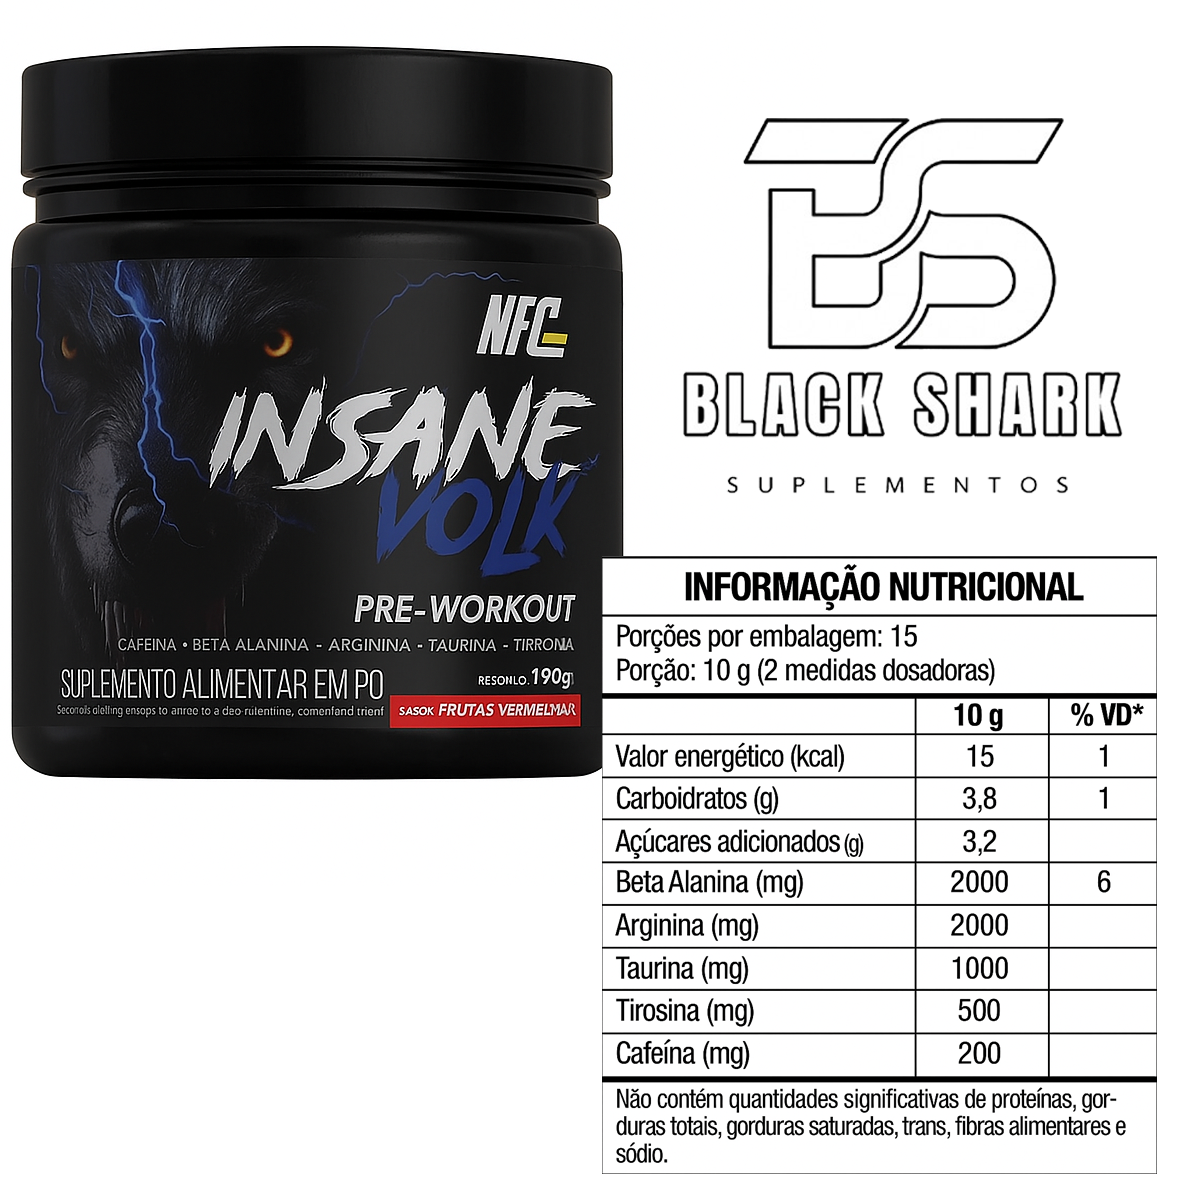 NFC
INSANE
VOLK
PRE-WORKOUT
CAFEINA • BETA ALANINA - ARGININA - TAURINA - TIRRONIA
SUPLEMENTO ALIMENTAR EM PO
RESONLO. 190g
SASOK FRUTAS VERMELMAR
BS
BLACK SHARK
SUPLEMENTOS
INFORMAÇÃO NUTRICIONAL
Porções por embalagem: 15
Porção: 10 g (2 medidas dosadoras)
10 g % VD*
Valor energético (kcal) 15 1
Carboidratos (g) 3,8 1
Açúcares adicionados (g) 3,2
Beta Alanina (mg) 2000 6
Arginina (mg) 2000
Taurina (mg) 1000
Tirosina (mg) 500
Cafeína (mg) 200
Não contém quantidades significativas de proteínas, gor-
duras totais, gorduras saturadas, trans, fibras alimentares e
sódio.